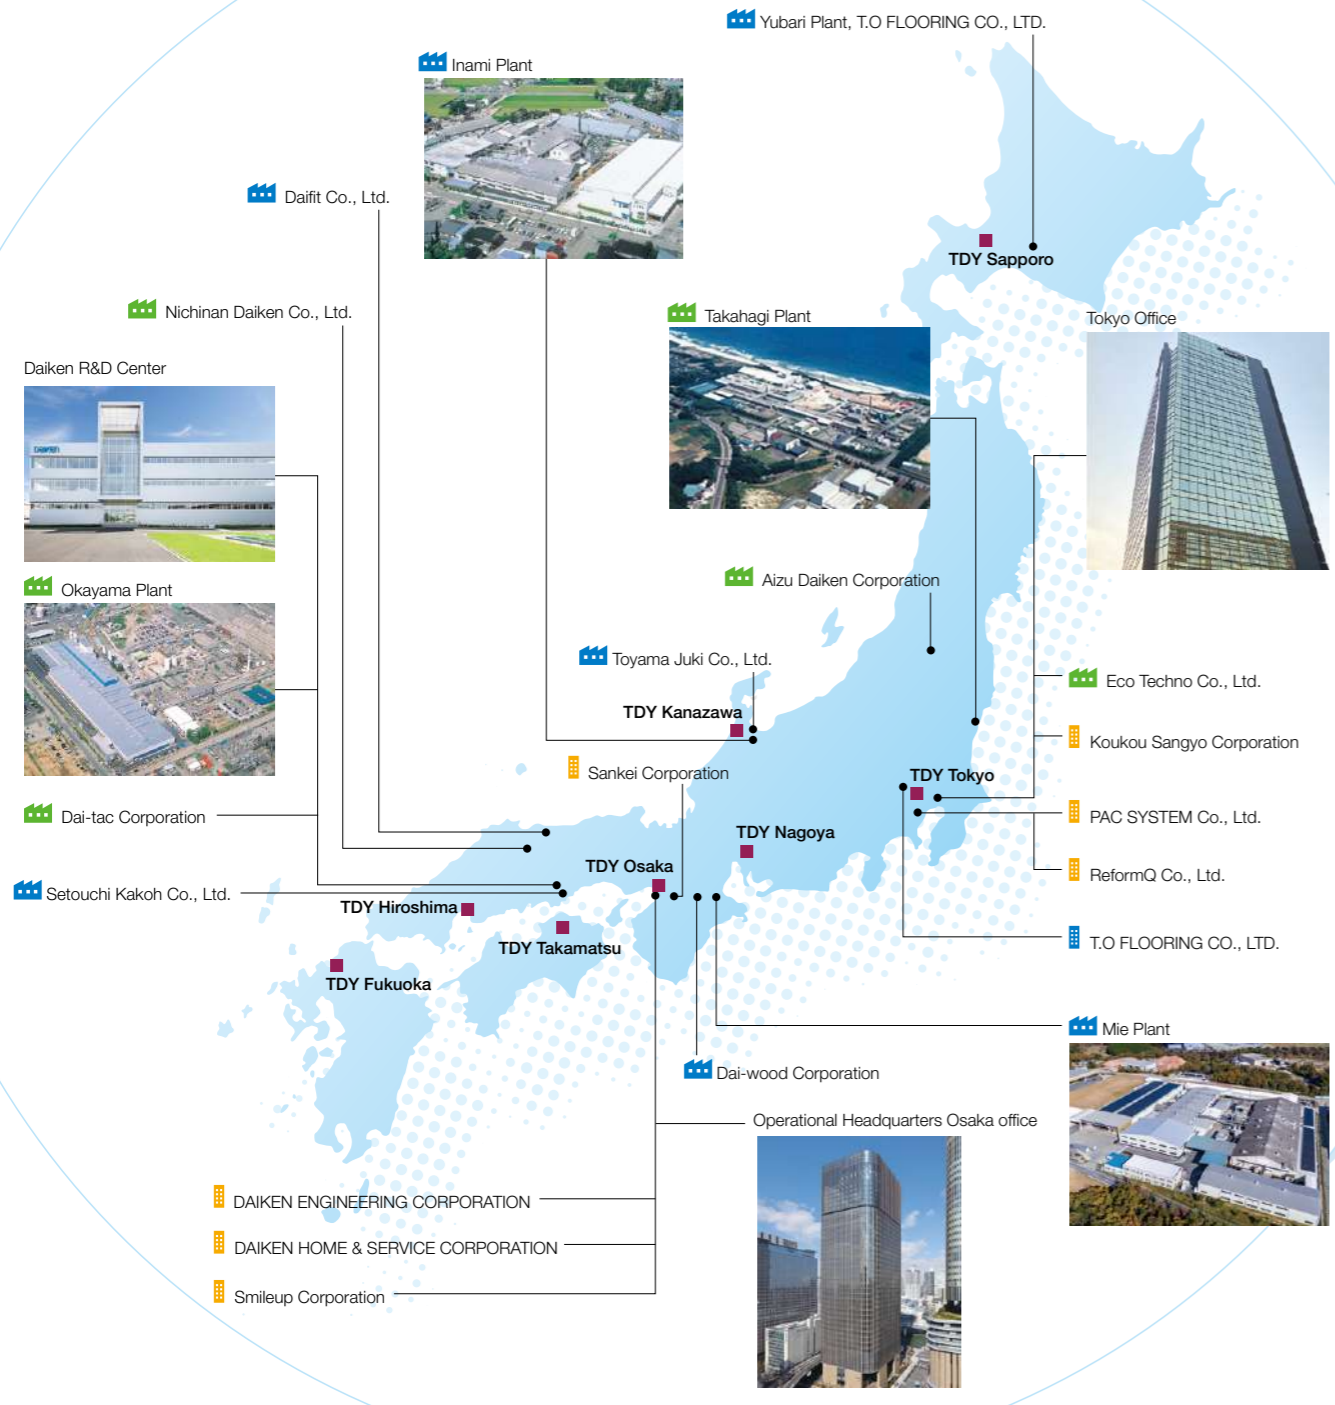 Yubari Plant, T.O FLOORING CO., LTD.
Inami Plant
Daifit Co., Ltd.
TDY Sapporo
Nichinan Daiken Co., Ltd.
Takahagi Plant
Tokyo Office
Daiken R&D Center
DAIKEN
Okayama Plant
Aizu Daiken Corporation
Toyama Juki Co., Ltd.
Eco Techno Co., Ltd.
TDY Kanazawa
Koukou Sangyo Corporation
Sankei Corporation
TDY Tokyo
Dai-tac Corporation
PAC SYSTEM Co., Ltd.
TDY Nagoya
TDY Osaka
ReformQ Co., Ltd.
Setouchi Kakoh Co., Ltd.
TDY Hiroshima
TDY Takamatsu
T.O FLOORING CO., LTD.
TDY Fukuoka
Mie Plant
Dai-wood Corporation
Operational Headquarters Osaka office
DAIKEN ENGINEERING CORPORATION
DAIKEN HOME & SERVICE CORPORATION
Smileup Corporation